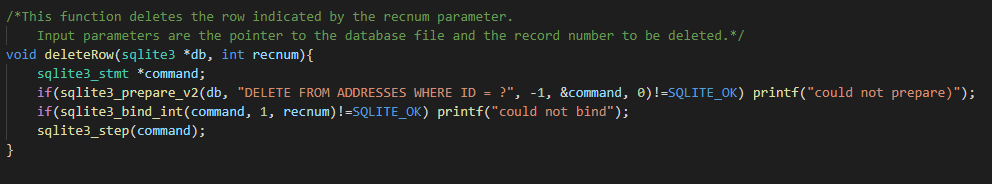 /*This function deletes the row indicated by the recnum parameter.
Input parameters are the pointer to the database file and the record number to be deleted.*/
void deleteRow(sqlite3 *db, int recnum){
sqlite3_stmt *command;
if(sqlite3_prepare_v2(db, "DELETE FROM ADDRESSES WHERE ID = ?", -1, &command, 0)!=SQLITE_OK) printf("could not prepare)");
if(sqlite3_bind_int(command, 1, recnum)!=SQLITE_OK) printf("could not bind");
sqlite3_step(command);
}